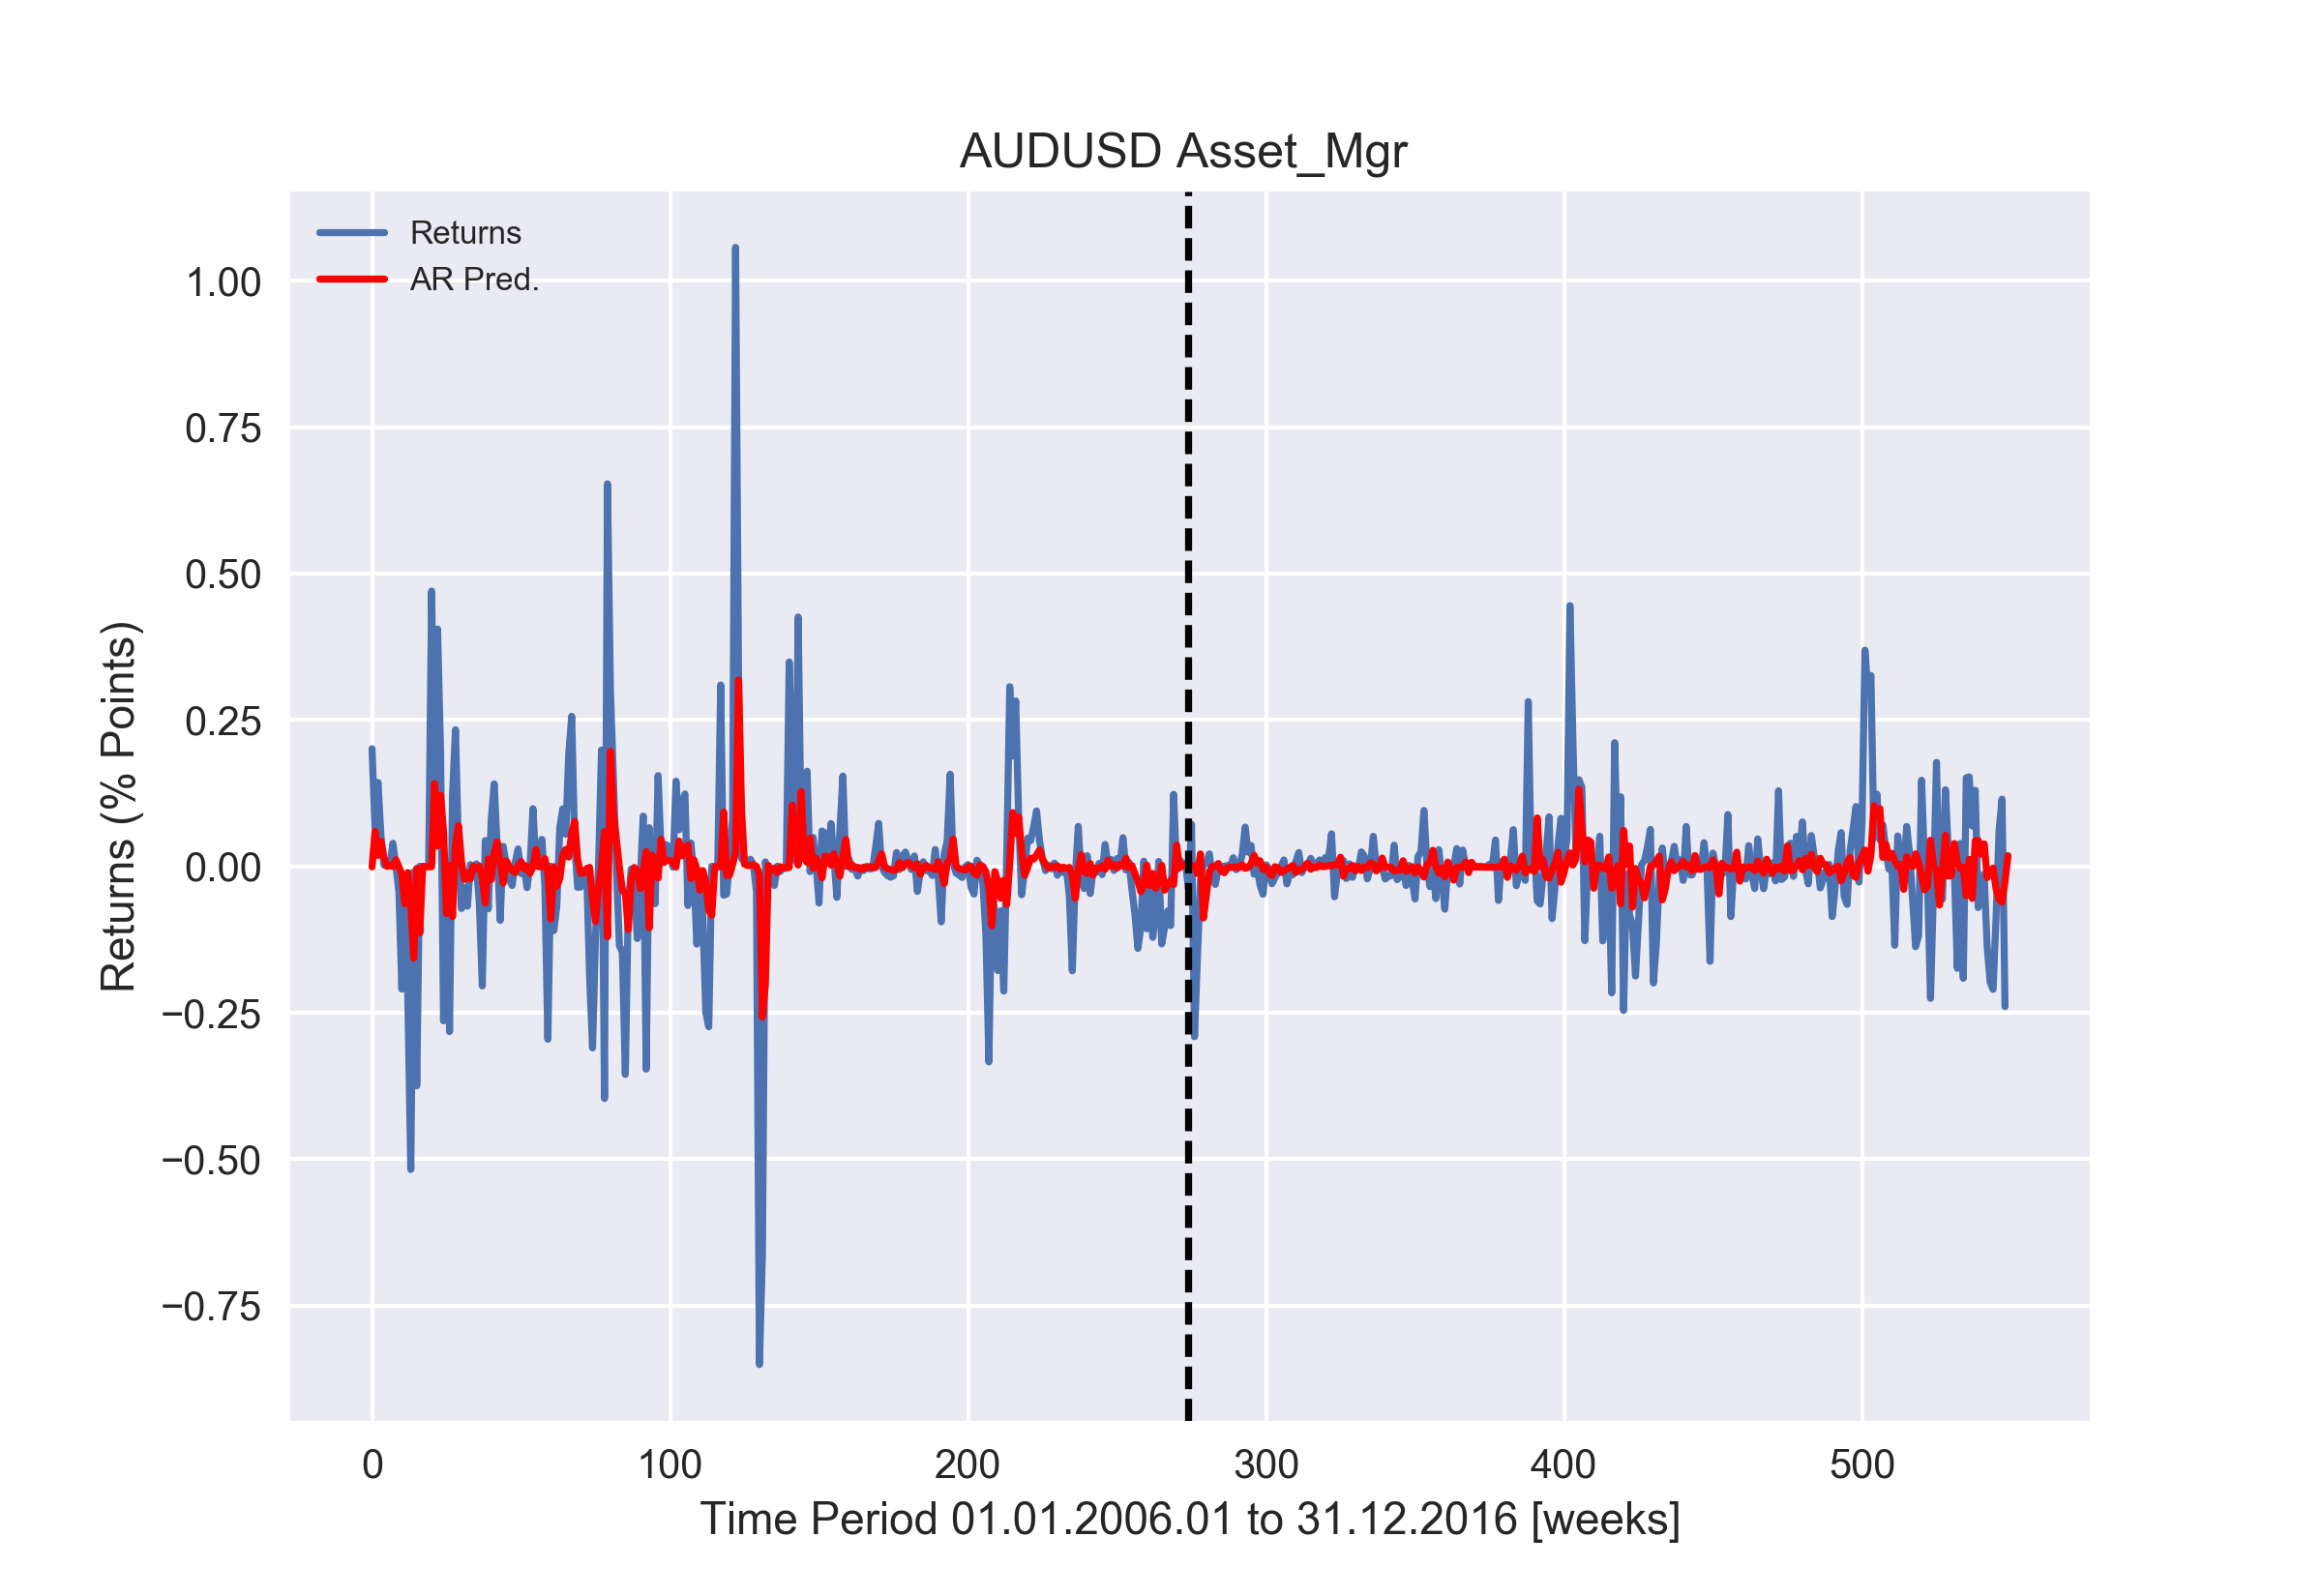 AUDUSD Asset_Mgr
Returns
AR Pred.
1.00
0.75
0.50
0.25
0.00
−0.25
−0.50
−0.75
Returns (% Points)
0 100 200 300 400 500
Time Period 01.01.2006.01 to 31.12.2016 [weeks]